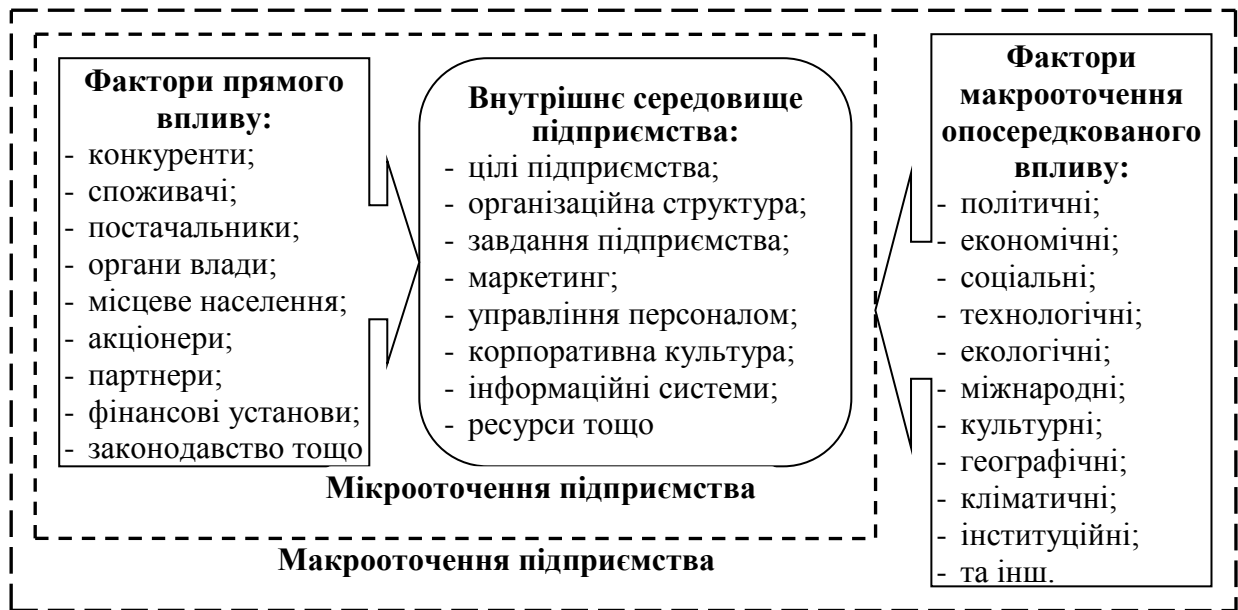 Фактори прямого
впливу:
- конкуренти;
- споживачі;
- постачальники;
- органи влади;
- місцеве населення;
- акціонери;
- партнери;
- фінансові установи;
- законодавство тощо
Внутрішнє середовище
підприємства:
- цілі підприємства;
- організаційна структура;
- завдання підприємства;
- маркетинг;
- управління персоналом;
- корпоративна культура;
- інформаційні системи;
- ресурси тощо
Мікрооточення підприємства
Макрооточення підприємства
Фактори
макрооточення
опосередкованого
впливу:
- політичні;
- економічні;
- соціальні;
- технологічні;
- екологічні;
- міжнародні;
- культурні;
- географічні;
- кліматичні;
- інституційні;
- та інш.